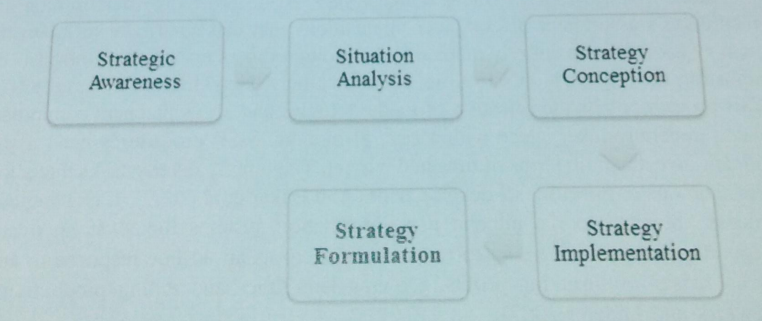 Strategic
Awareness
Situation
Analysis
Strategy
Conception
Strategy
Implementation
Strategy
Formulation